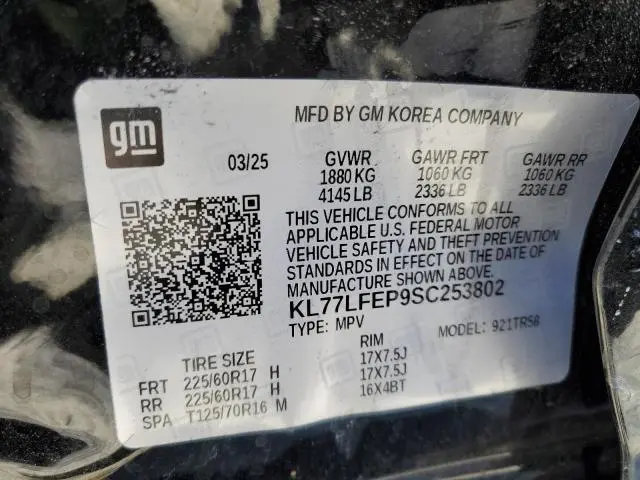 gm
MFD BY GM KOREA COMPANY
03/25 GVWR GAWR FRT GAWR RR
1880 KG 1060 KG 1060 KG
4145 LB 2336 LB 2336 LB
THIS VEHICLE CONFORMS TO ALL
APPLICABLE U.S. FEDERAL MOTOR
VEHICLE SAFETY AND THEFT PREVENTION
STANDARDS IN EFFECT ON THE DATE OF
MANUFACTURE SHOWN ABOVE.
KL77LFEP9SC253802
TYPE: MPV MODEL: 921TR58
TIRE SIZE RIM
FRT 225/60R17 H 17X7.5J
RR 225/60R17 H 17X7.5J
SPA T125/70R16 M 16X4BT